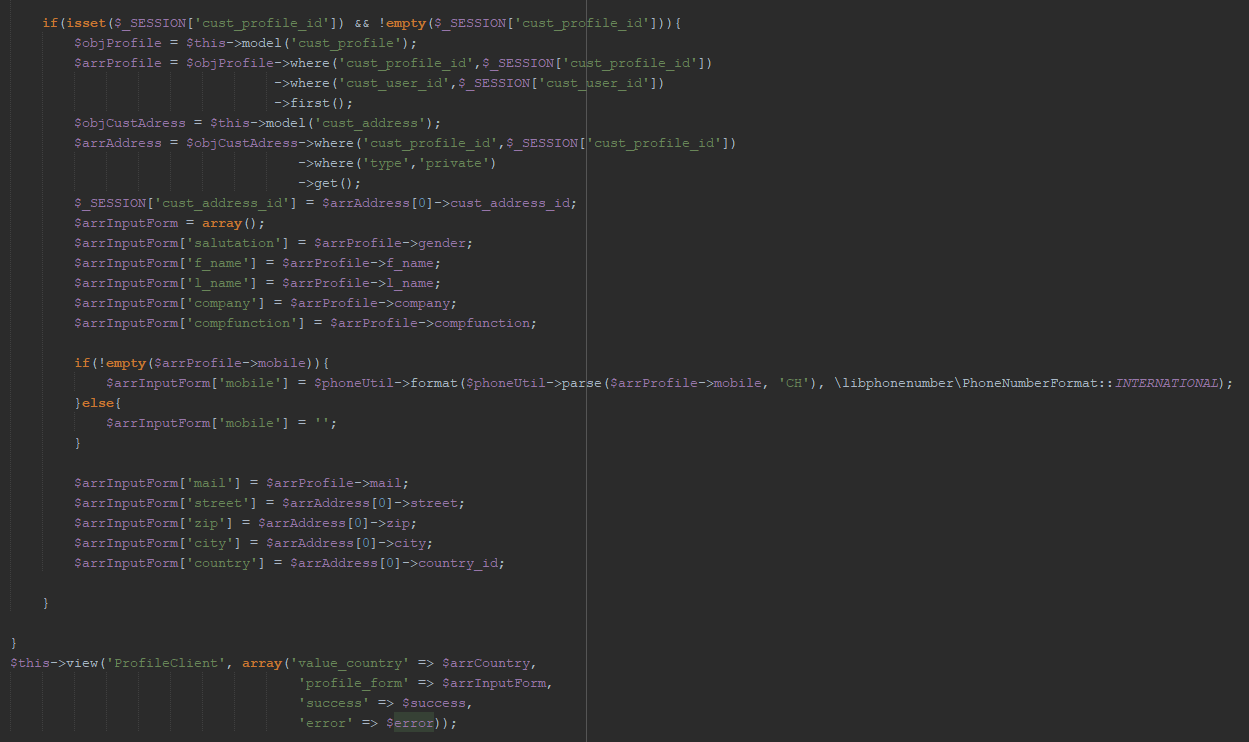 if(isset($_SESSION['cust_profile_id']) && !empty($_SESSION['cust_profile_id'])){
$objProfile = $this->model('cust_profile');
$arrProfile = $objProfile->where('cust_profile_id',$_SESSION['cust_profile_id'])
->where('cust_user_id',$_SESSION['cust_user_id'])
->first();
$objCustAdress = $this->model('cust_address');
$arrAddress = $objCustAdress->where('cust_profile_id',$_SESSION['cust_profile_id'])
->where('type','private')
->get();
$_SESSION['cust_address_id'] = $arrAddress[0]->cust_address_id;
$arrInputForm = array();
$arrInputForm['salutation'] = $arrProfile->gender;
$arrInputForm['f_name'] = $arrProfile->f_name;
$arrInputForm['l_name'] = $arrProfile->l_name;
$arrInputForm['company'] = $arrProfile->company;
$arrInputForm['compfunction'] = $arrProfile->compfunction;
if(!empty($arrProfile->mobile)){
$arrInputForm['mobile'] = $phoneUtil->format($phoneUtil->parse($arrProfile->mobile, 'CH'), \libphonenumber\PhoneNumberFormat::INTERNATIONAL);
}else{
$arrInputForm['mobile'] = '';
}
$arrInputForm['mail'] = $arrProfile->mail;
$arrInputForm['street'] = $arrAddress[0]->street;
$arrInputForm['zip'] = $arrAddress[0]->zip;
$arrInputForm['city'] = $arrAddress[0]->city;
$arrInputForm['country'] = $arrAddress[0]->country_id;
}
}
$this->view('ProfileClient', array('value_country' => $arrCountry,
'profile_form' => $arrInputForm,
'success' => $success,
'error' => $error));